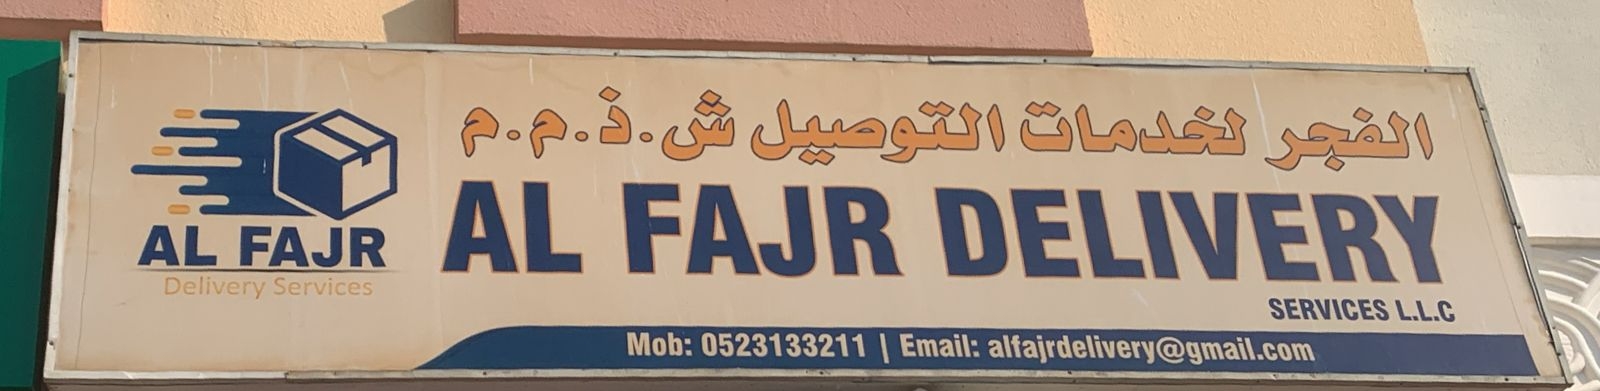 الفجر لخدمات التوصيل ش.ذ.م.م
AL FAJR DELIVERY
SERVICES L.L.C
AL FAJR
Delivery Services
Mob: 0523133211 | Email: alfajrdelivery@gmail.com